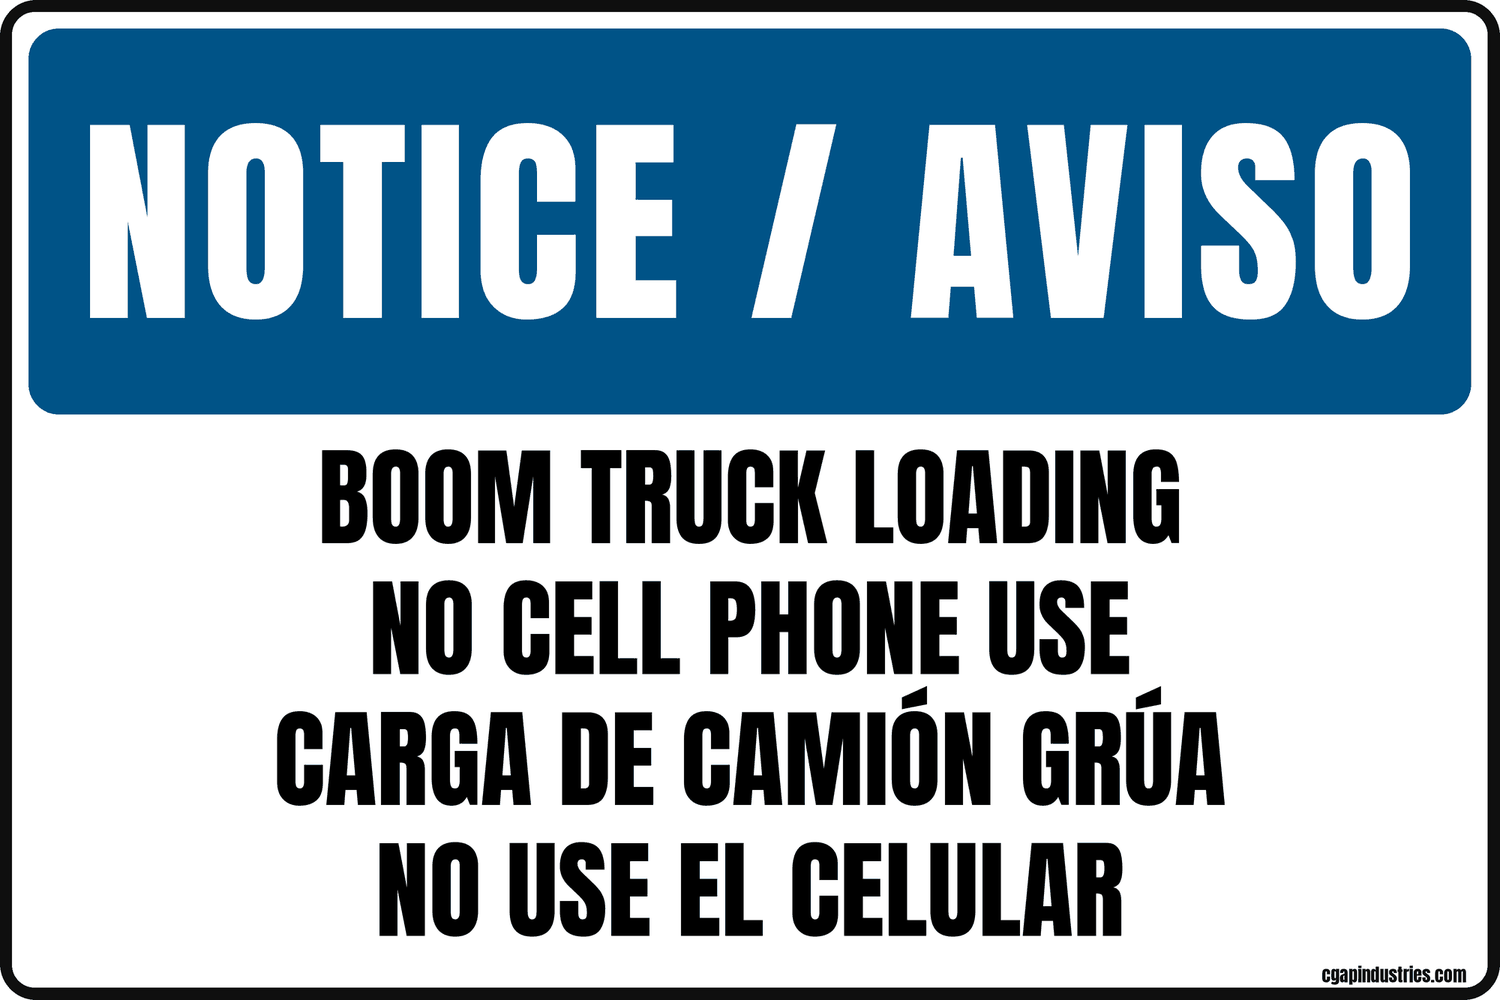 NOTICE / AVISO
BOOM TRUCK LOADING
NO CELL PHONE USE
CARGA DE CAMIÓN GRÚA
NO USE EL CELULAR
cgapindustries.com